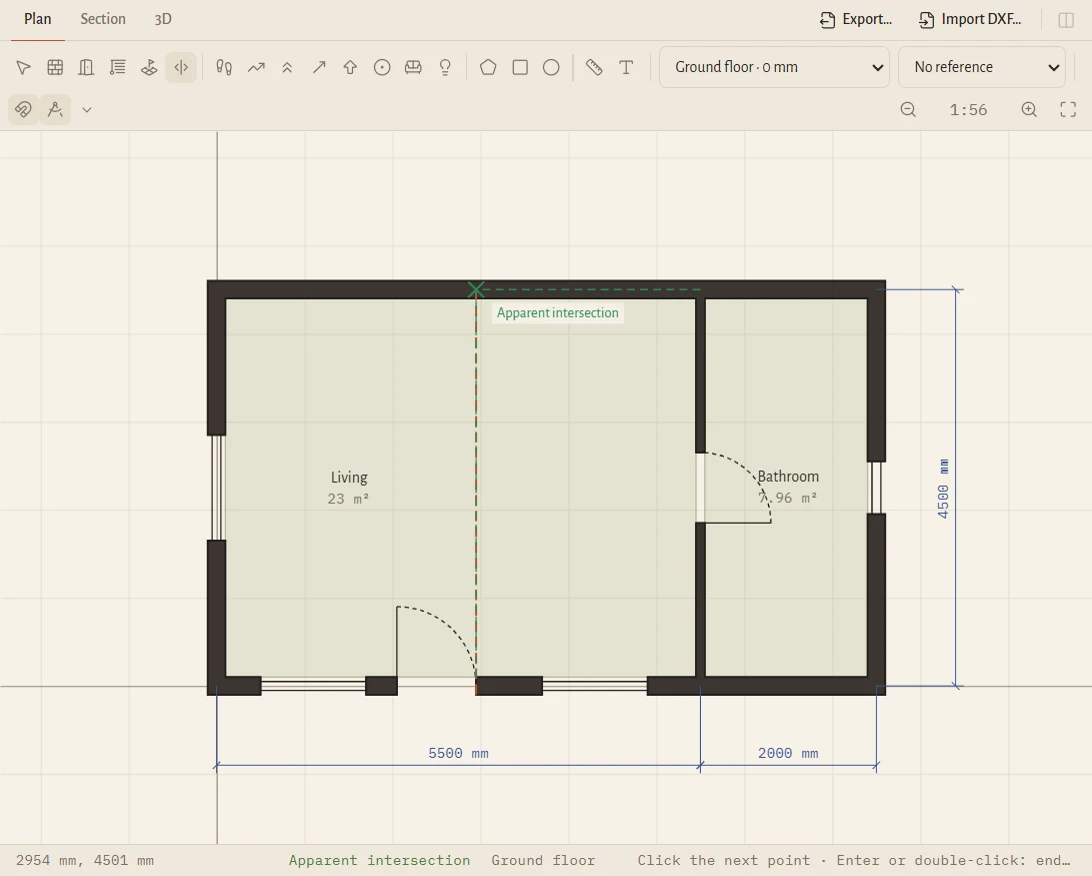 Plan Section 3D Export... Import DXF...
Ground floor · 0 mm No reference
1:56
Apparent intersection
Living
23 m²
Bathroom
7.96 m²
4500 mm
5500 mm 2000 mm
2954 mm, 4501 mm Apparent intersection Ground floor Click the next point · Enter or double-click: end…